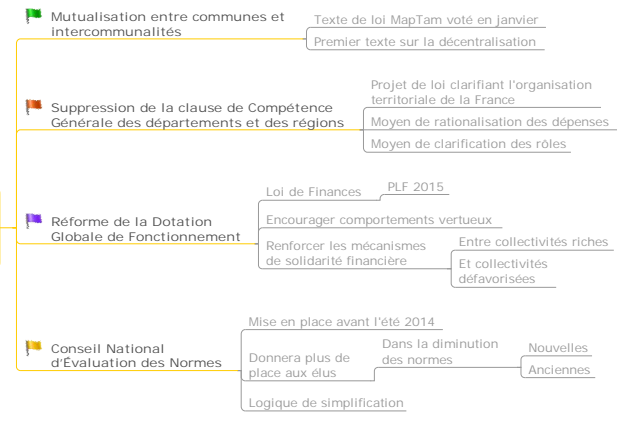 Mutualisation entre communes et
intercommunalités
Texte de loi MapTam voté en janvier
Premier texte sur la décentralisation
Suppression de la clause de Compétence
Générale des départements et des régions
Projet de loi clarifiant l'organisation
territoriale de la France
Moyen de rationalisation des dépenses
Moyen de clarification des rôles
Réforme de la Dotation
Globale de Fonctionnement
Loi de Finances
PLF 2015
Encourager comportements vertueux
Renforcer les mécanismes
de solidarité financière
Entre collectivités riches
Et collectivités
défavorisées
Conseil National
d'Évaluation des Normes
Mise en place avant l'été 2014
Donnera plus de
place aux élus
Dans la diminution
des normes
Nouvelles
Anciennes
Logique de simplification